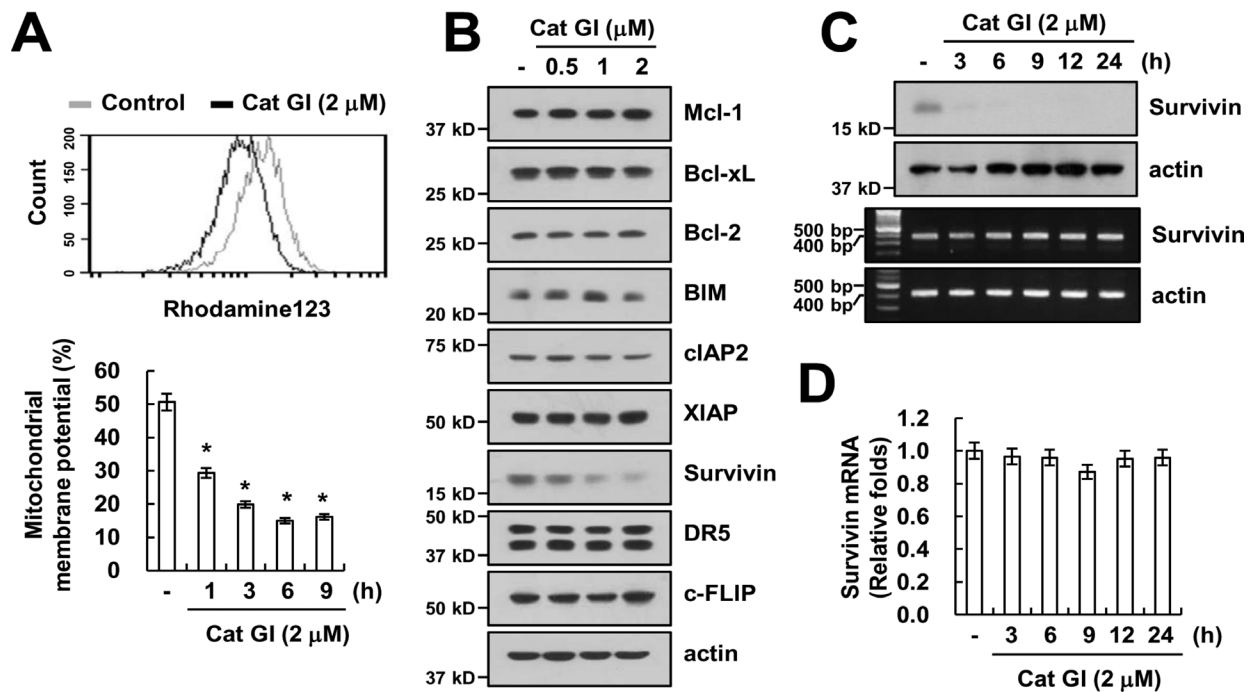 A
Control Cat GI (2 μM)
Count
200
150
100
50
0
Rhodamine123
Mitochondrial
membrane potential (%)
60
50
40
30
20
10
0
* * * *
- 1 3 6 9 (h)
Cat GI (2 μM)
B
Cat GI (μM)
- 0.5 1 2
37 kD Mcl-1
25 kD Bcl-xL
25 kD Bcl-2
20 kD BIM
75 kD cIAP2
50 kD XIAP
15 kD Survivin
50 kD
37 kD DR5
50 kD c-FLIP
37 kD actin
C
Cat GI (2 μM)
- 3 6 9 12 24 (h)
15 kD Survivin
37 kD actin
500 bp
400 bp Survivin
500 bp
400 bp actin
D
Survivin mRNA
(Relative folds)
1.2
1.0
0.8
0.6
0.4
0.2
0.0
- 3 6 9 12 24 (h)
Cat GI (2 μM)